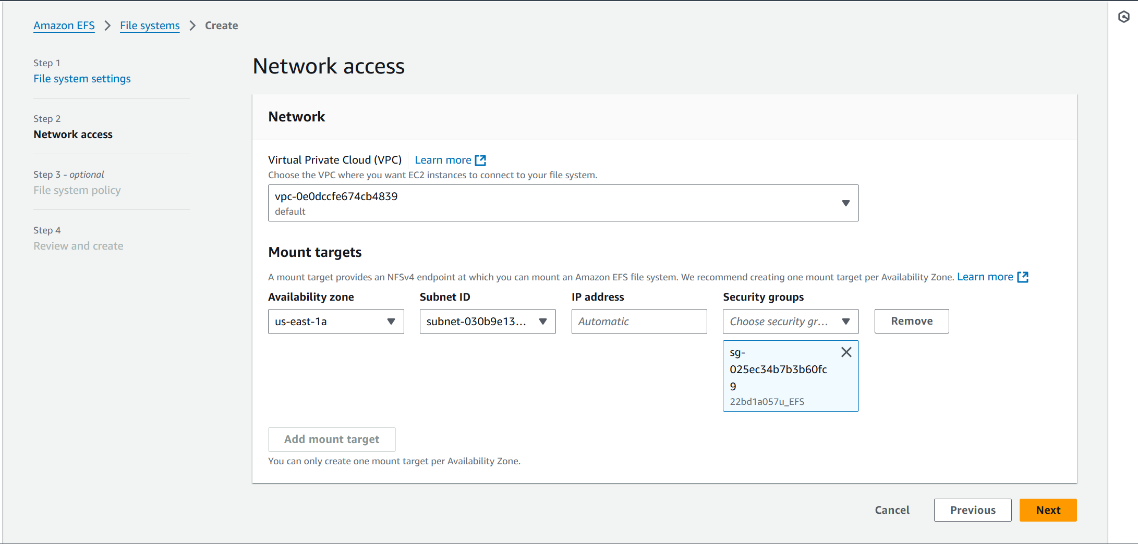 Amazon EFS > File systems > Create
Step 1
File system settings
Step 2
Network access
Step 3 - optional
File system policy
Step 4
Review and create
Network access
Network
Virtual Private Cloud (VPC) Learn more
Choose the VPC where you want EC2 instances to connect to your file system.
vpc-0e0dccfe674cb4839
default
Mount targets
A mount target provides an NFSv4 endpoint at which you can mount an Amazon EFS file system. We recommend creating one mount target per Availability Zone. Learn more
Availability zone Subnet ID IP address Security groups
us-east-1a subnet-030b9e13... Automatic Choose security gr... Remove
sg-
025ec34b7b3b60fc
9
22bd1a057u_EFS
Add mount target
You can only create one mount target per Availability Zone.
Cancel Previous Next